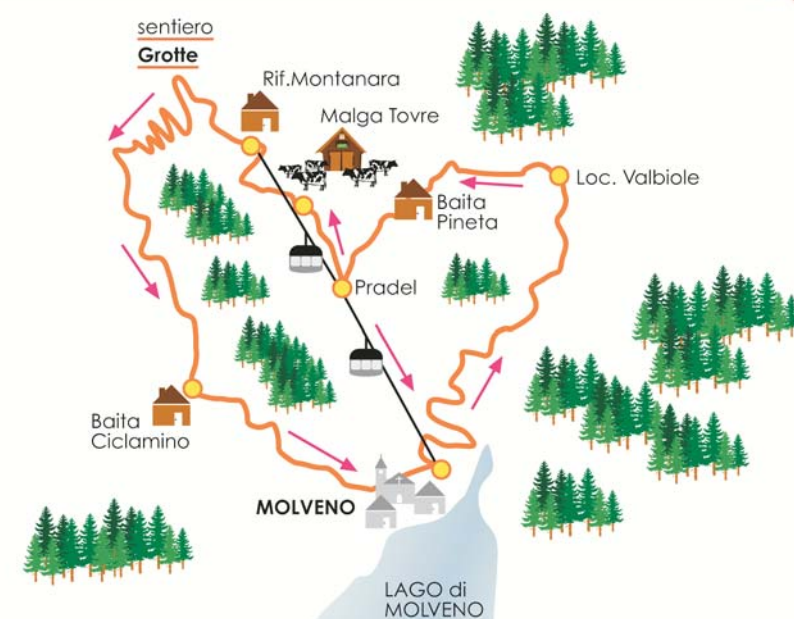 sentiero
Grotte
Rif.Montanara
Malga Tovre
Loc. Valbiole
Baita
Pineta
Pradel
Baita
Ciclamino
MOLVENO
LAGO di
MOLVENO